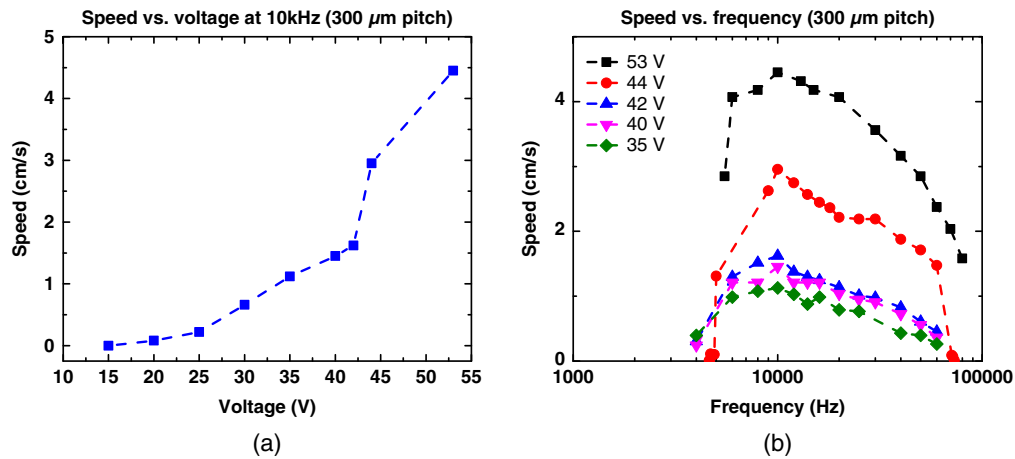 Speed vs. voltage at 10kHz (300 µm pitch)
5
4
3
2
1
0
Speed (cm/s)
10 15 20 25 30 35 40 45 50 55
Voltage (V)
(a)
Speed vs. frequency (300 µm pitch)
53 V
44 V
42 V
40 V
35 V
4
2
0
Speed (cm/s)
1000 10000 100000
Frequency (Hz)
(b)